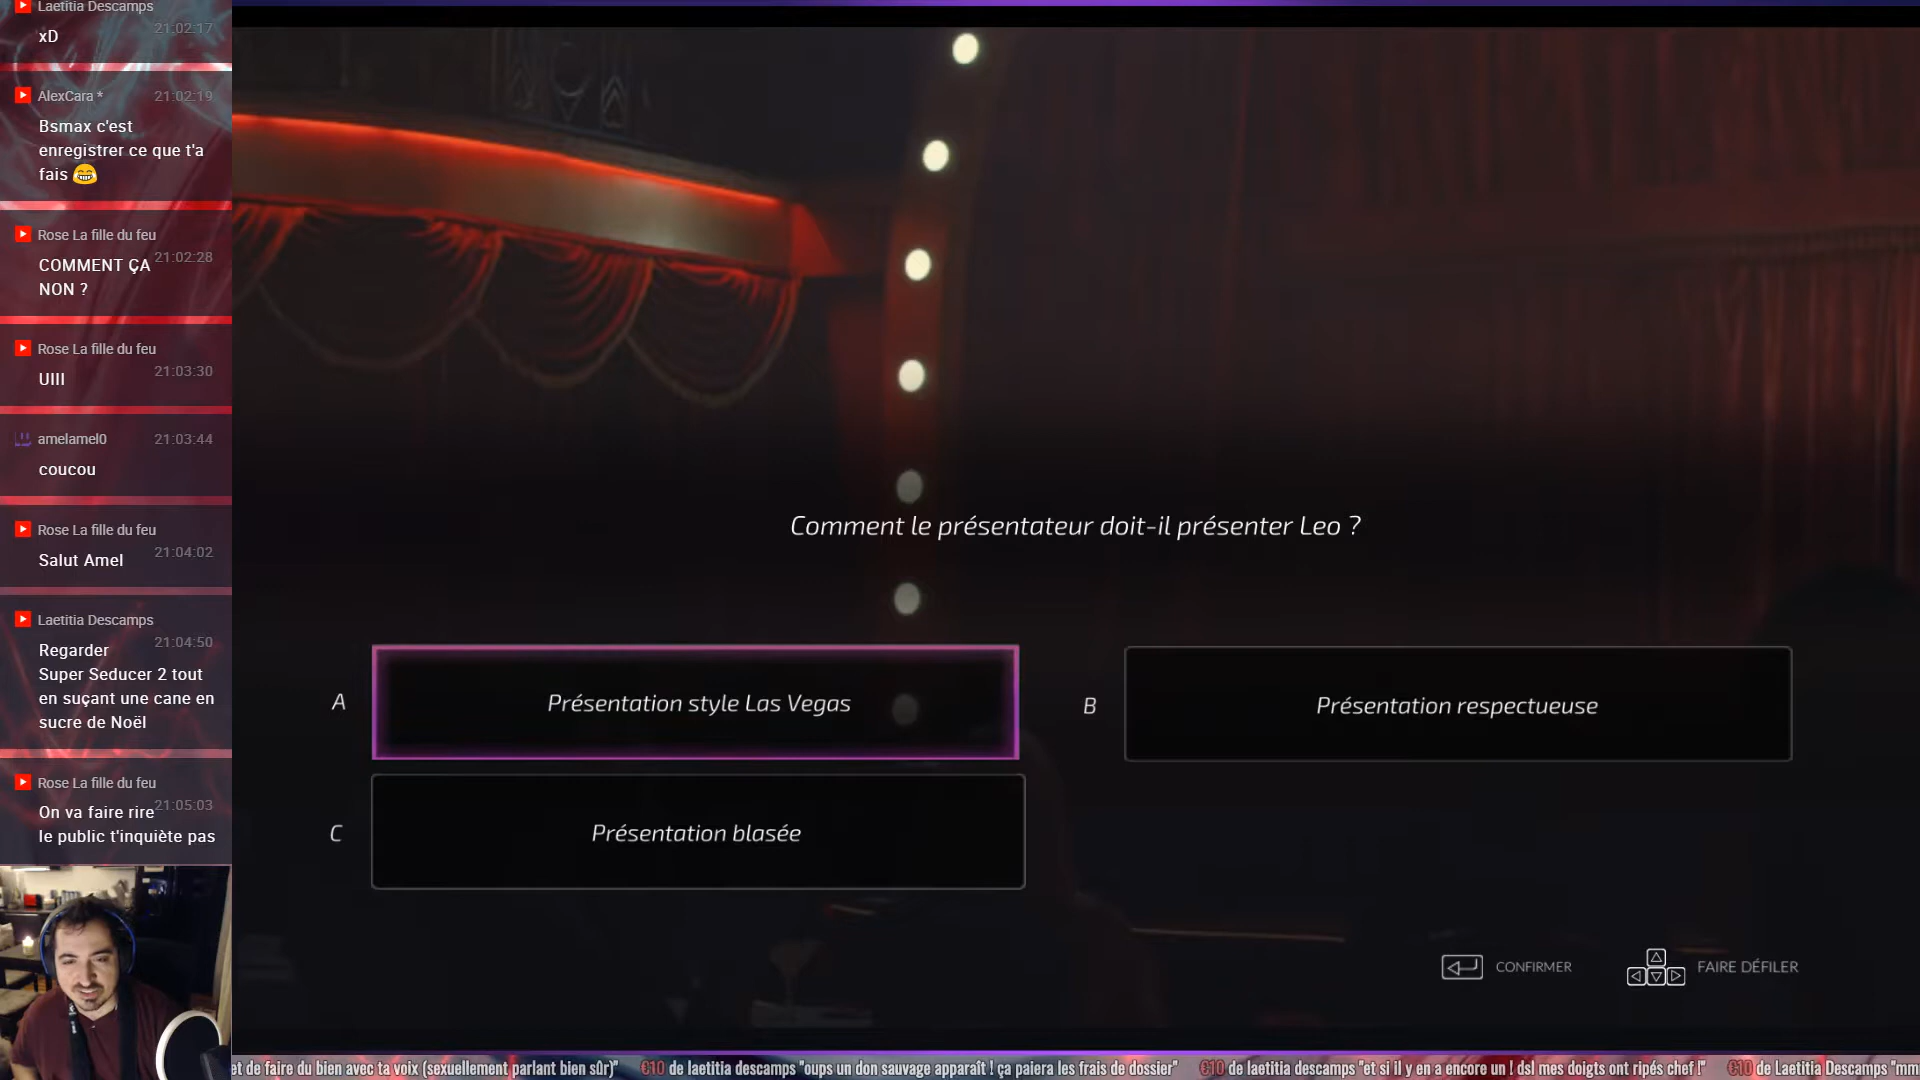 Laetitia Descamps
21:02:17
xD
AlexCara *
21:02:19
Bsmax c'est
enregistrer ce que t'a
fais
Rose La fille du feu
21:02:28
COMMENT ÇA
NON ?
Rose La fille du feu
21:03:30
UIII
amelamel0
21:03:44
coucou
Rose La fille du feu
21:04:02
Salut Amel
Laetitia Descamps
21:04:50
Regarder
Super Seducer 2 tout
en suçant une cane en
sucre de Noël
Rose La fille du feu
21:05:03
On va faire rire
le public t'inquiète pas
Comment le présentateur doit-il présenter Leo ?
A
Présentation style Las Vegas
B
Présentation respectueuse
C
Présentation blasée
CONFIRMER
FAIRE DÉFILER
et de faire du bien avec ta voix (sexuellement parlant bien sûr)" €10 de laetitia descamps "oups un don sauvage apparaît ! ça paiera les frais de dossier" €10 de laetitia descamps "et si il y en a encore un ! dsl mes doigts ont ripés chef !" €10 de Laetitia Descamps "mm